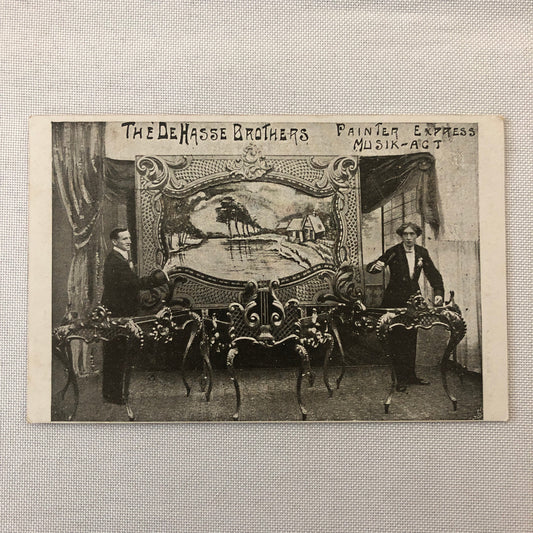 THE DEHASSE BROTHERS PAINTER EXPRESS
MUSIK-ACT